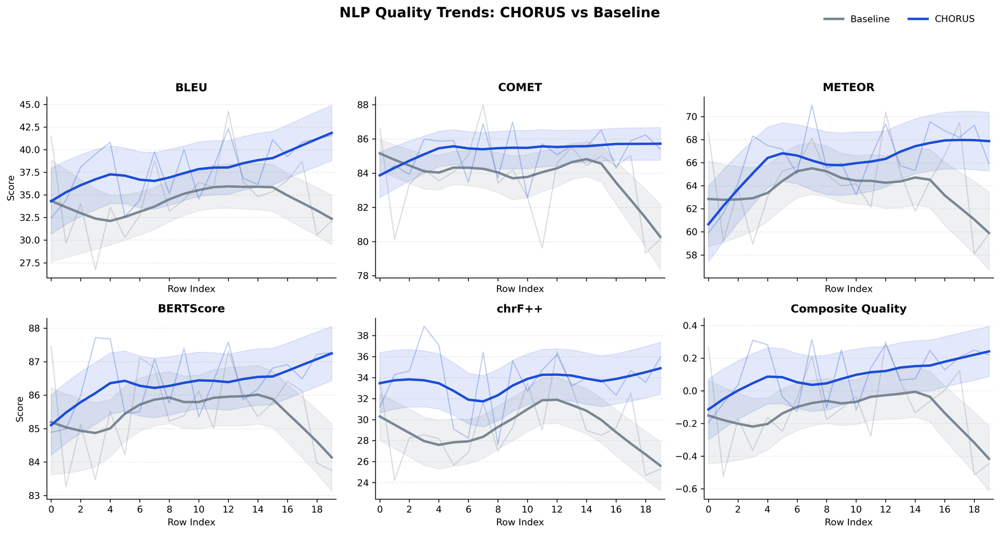 NLP Quality Trends: CHORUS vs Baseline
Baseline
CHORUS
BLEU
COMET
METEOR
45.0
42.5
40.0
37.5
35.0
32.5
30.0
27.5
Score
88
86
84
82
80
78
70
68
66
64
62
60
58
Row Index
Row Index
Row Index
BERTScore
chrF++
Composite Quality
88
87
86
85
84
83
Score
38
36
34
32
30
28
26
24
0.4
0.2
0.0
−0.2
−0.4
−0.6
0 2 4 6 8 10 12 14 16 18
0 2 4 6 8 10 12 14 16 18
0 2 4 6 8 10 12 14 16 18
Row Index
Row Index
Row Index